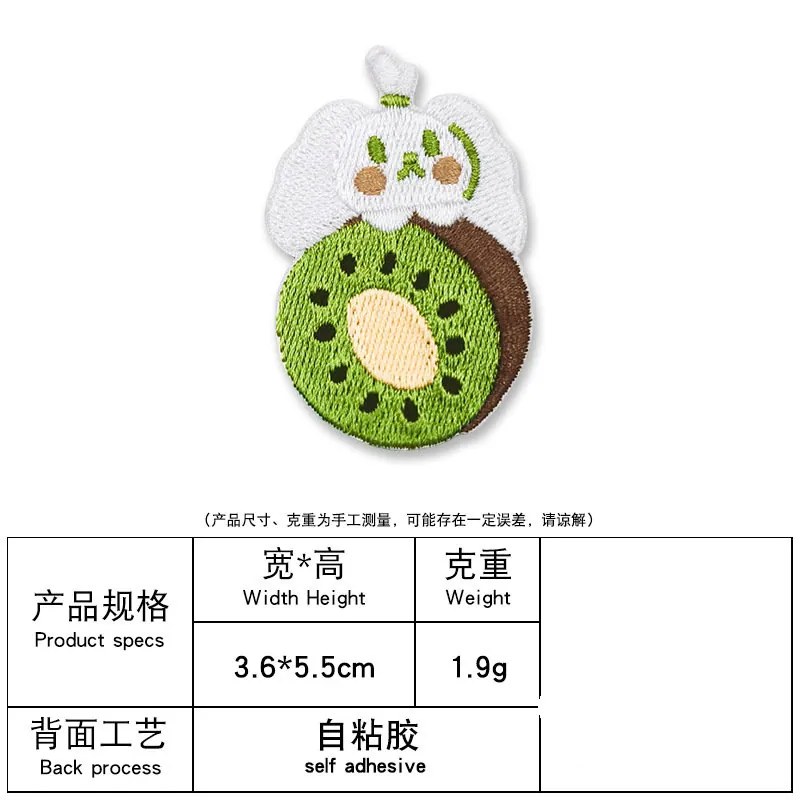 （产品尺寸、克重为手工测量，可能存在一定误差，请谅解）
产品规格
Product specs
宽*高
Width Height
克重
Weight
3.6*5.5cm
1.9g
背面工艺
Back process
自粘胶
self adhesive